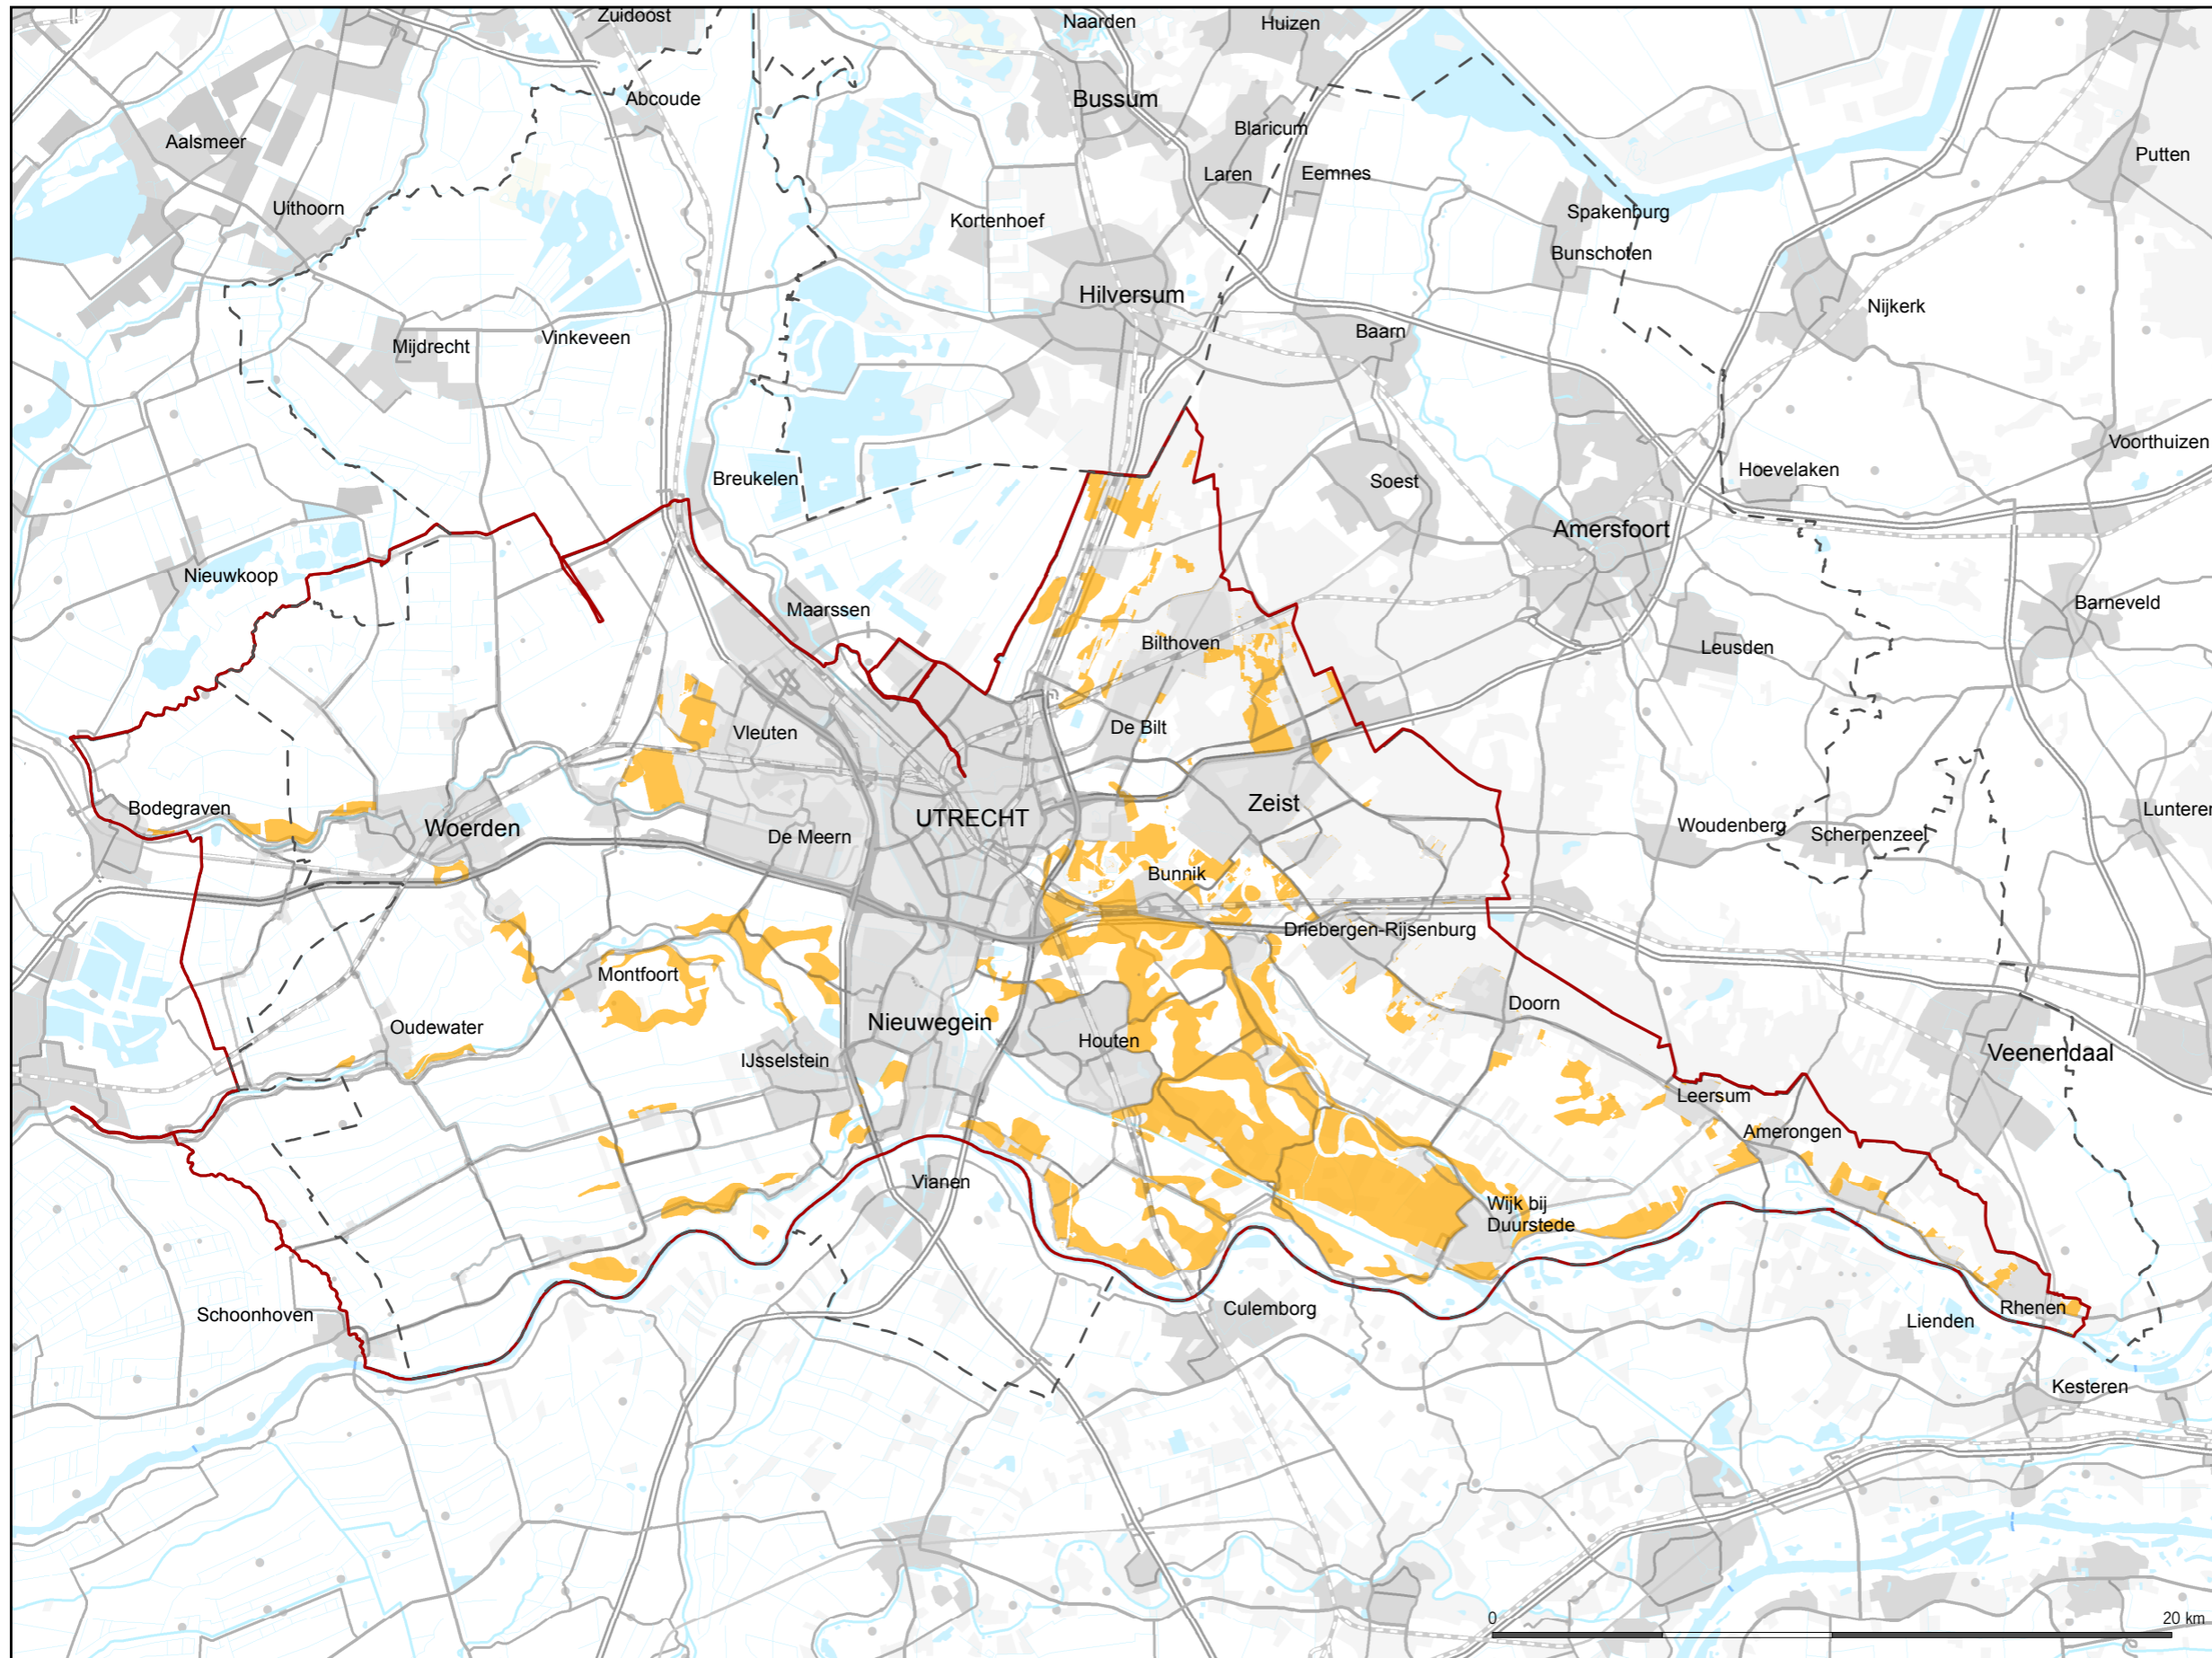 Zuidoost
Naarden
Huizen
Abcoude
Bussum
Blaricum
Aalsmeer
Putten
Laren
Eemnes
Uithoorn
Kortenhoef
Spakenburg
Bunschoten
Hilversum
Nijkerk
Baarn
Mijdrecht
Vinkeveen
Voorthuizen
Breukelen
Soest
Hoevelaken
Amersfoort
Nieuwkoop
Maarssen
Barneveld
Bilthoven
Leusden
Vleuten
De Bilt
Bodegraven
Zeist
Lunteren
UTRECHT
Woerden
De Meern
Woudenberg
Scherpenzeel
Bunnik
Driebergen-Rijsenburg
Montfoort
Doorn
Oudewater
Nieuwegein
Houten
Veenendaal
IJsselstein
Leersum
Amerongen
Vianen
Wijk bij
Duurstede
Schoonhoven
Culemborg
Rhenen
Lienden
Kesteren
0
20 km